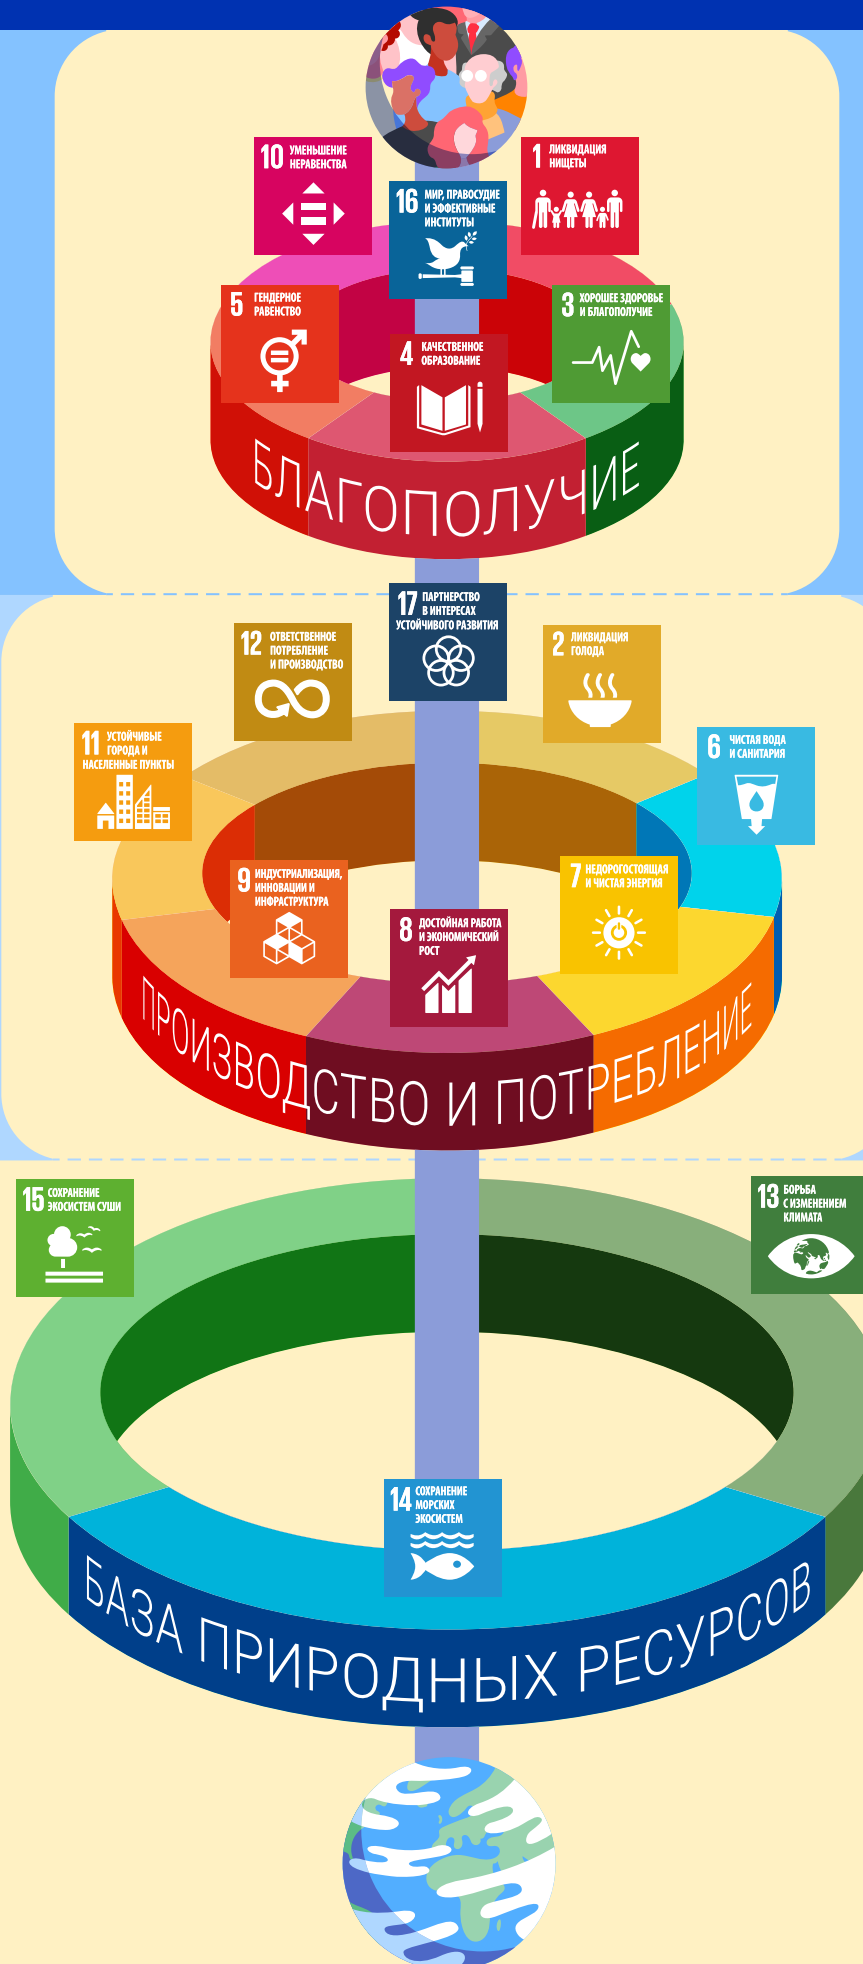 10 УМЕНЬШЕНИЕ
НЕРАВЕНСТВА
1 ЛИКВИДАЦИЯ
НИЩЕТЫ
16 МИР, ПРАВОСУДИЕ
И ЭФФЕКТИВНЫЕ
ИНСТИТУТЫ
5 ГЕНДЕРНОЕ
РАВЕНСТВО
3 ХОРОШЕЕ ЗДОРОВЬЕ
И БЛАГОПОЛУЧИЕ
4 КАЧЕСТВЕННОЕ
ОБРАЗОВАНИЕ
БЛАГОПОЛУЧИЕ
17 ПАРТНЕРСТВО
В ИНТЕРЕСАХ
УСТОЙЧИВОГО РАЗВИТИЯ
12 ОТВЕТСТВЕННОЕ
ПОТРЕБЛЕНИЕ
И ПРОИЗВОДСТВО
2 ЛИКВИДАЦИЯ
ГОЛОДА
11 УСТОЙЧИВЫЕ
ГОРОДА И
НАСЕЛЕННЫЕ ПУНКТЫ
6 ЧИСТАЯ ВОДА
И САНИТАРИЯ
9 ИНДУСТРИАЛИЗАЦИЯ,
ИННОВАЦИИ И
ИНФРАСТРУКТУРА
7 НЕДОРОГОСТОЯЩАЯ
И ЧИСТАЯ ЭНЕРГИЯ
8 ДОСТОЙНАЯ РАБОТА
И ЭКОНОМИЧЕСКИЙ
РОСТ
ПРОИЗВОДСТВО И ПОТРЕБЛЕНИЕ
15 СОХРАНЕНИЕ
ЭКОСИСТЕМ СУШИ
13 БОРЬБА
С ИЗМЕНЕНИЕМ
КЛИМАТА
14 СОХРАНЕНИЕ
МОРСКИХ
ЭКОСИСТЕМ
БАЗА ПРИРОДНЫХ РЕСУРСОВ